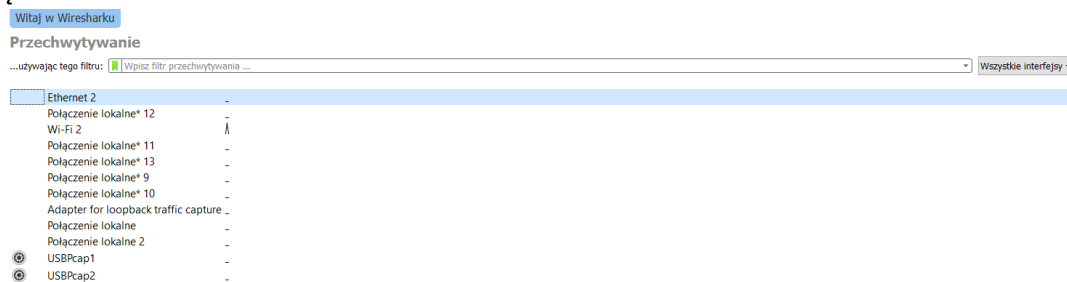 Witaj w Wiresharku
Przechwytywanie
...używając tego filtru: Wpisz filtr przechwytywania ... Wszystkie interfejsy
Ethernet 2
Połączenie lokalne* 12
Wi-Fi 2
Połączenie lokalne* 11
Połączenie lokalne* 13
Połączenie lokalne* 9
Połączenie lokalne* 10
Adapter for loopback traffic capture
Połączenie lokalne
Połączenie lokalne 2
USBPcap1
USBPcap2